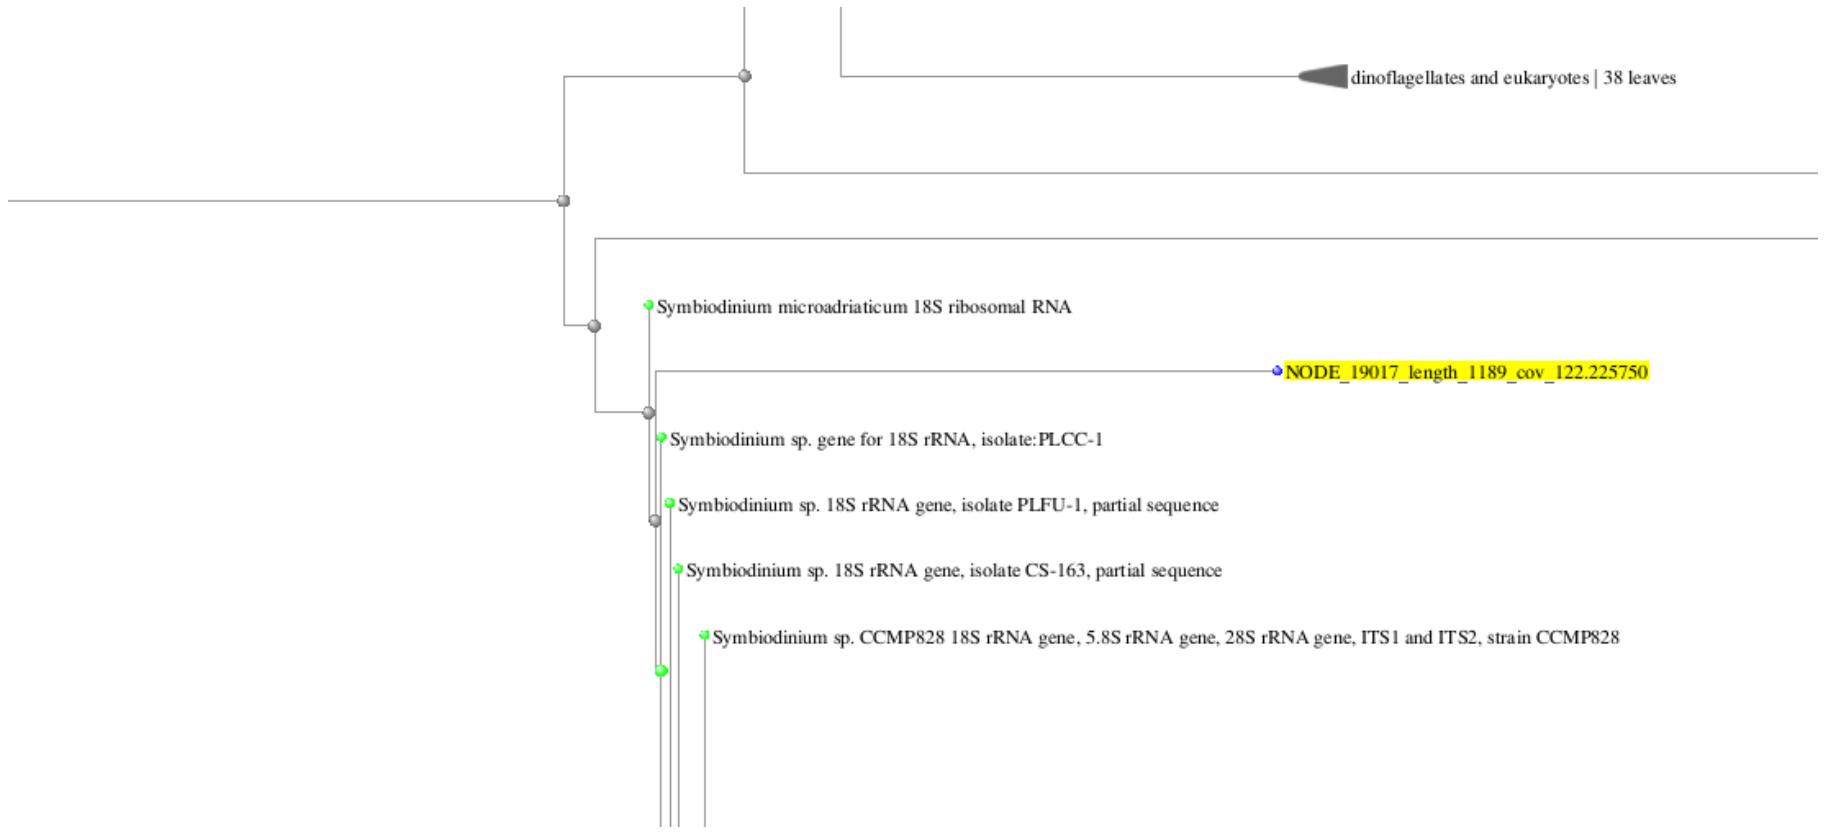 dinoflagellates and eukaryotes | 38 leaves
Symbiodinium microadriaticum 18S ribosomal RNA
NODE_19017_length_1189_cov_122.225750
Symbiodinium sp. gene for 18S rRNA, isolate:PLCC-1
Symbiodinium sp. 18S rRNA gene, isolate PLFU-1, partial sequence
Symbiodinium sp. 18S rRNA gene, isolate CS-163, partial sequence
Symbiodinium sp. CCMP828 18S rRNA gene, 5.8S rRNA gene, 28S rRNA gene, ITS1 and ITS2, strain CCMP828